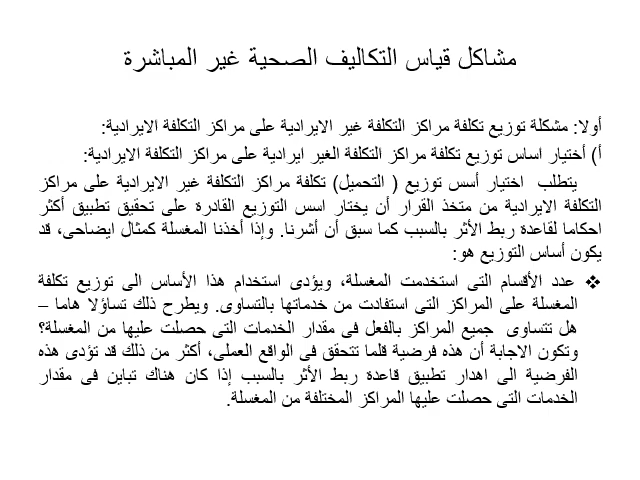 مشاكل قياس التكاليف الصحية غير المباشرة
أولا: مشكلة توزيع تكلفة مراكز التكلفة غير الايرادية على مراكز التكلفة الايرادية:
أ) أختيار اساس توزيع تكلفة مراكز التكلفة الغير ايرادية على مراكز التكلفة الايرادية:
يتطلب اختيار أسس توزيع ( التحميل) تكلفة مراكز التكلفة غير الايرادية على مراكز
التكلفة الايرادية من متخذ القرار أن يختار اسس التوزيع القادرة على تحقيق تطبيق أكثر
احكاما لقاعدة ربط الأثر بالسبب كما سبق أن أشرنا. وإذا أخذنا المغسلة كمثال ايضاحى، قد
يكون أساس التوزيع هو:
❖ عدد الأقسام التى استخدمت المغسلة، ويؤدى استخدام هذا الأساس الى توزيع تكلفة
المغسلة على المراكز التى استفادت من خدماتها بالتساوى. ويطرح ذلك تساؤلا هاما –
هل تتساوى جميع المراكز بالفعل فى مقدار الخدمات التى حصلت عليها من المغسلة؟
وتكون الاجابة أن هذه فرضية قلما تتحقق فى الواقع العملى، أكثر من ذلك قد تؤدى هذه
الفرضية الى اهدار تطبيق قاعدة ربط الأثر بالسبب إذا كان هناك تباين فى مقدار
الخدمات التى حصلت عليها المراكز المختلفة من المغسلة.